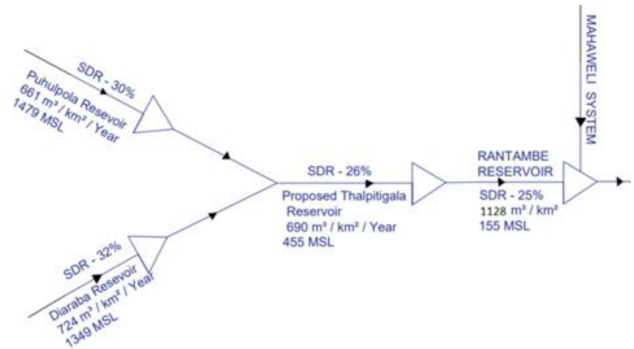 SDR - 30%
Puhulpola Resevoir
661 m³ / km² / Year
1479 MSL
SDR - 32%
Diaraba Resevoir
724 m³ / km² / Year
1349 MSL
SDR - 26%
Proposed Thalpitigala
Reservoir
690 m³ / km² / Year
455 MSL
RANTAMBE
RESERVOIR
SDR - 25%
1128 m³ / km²
155 MSL
MAHAWELI SYSTEM